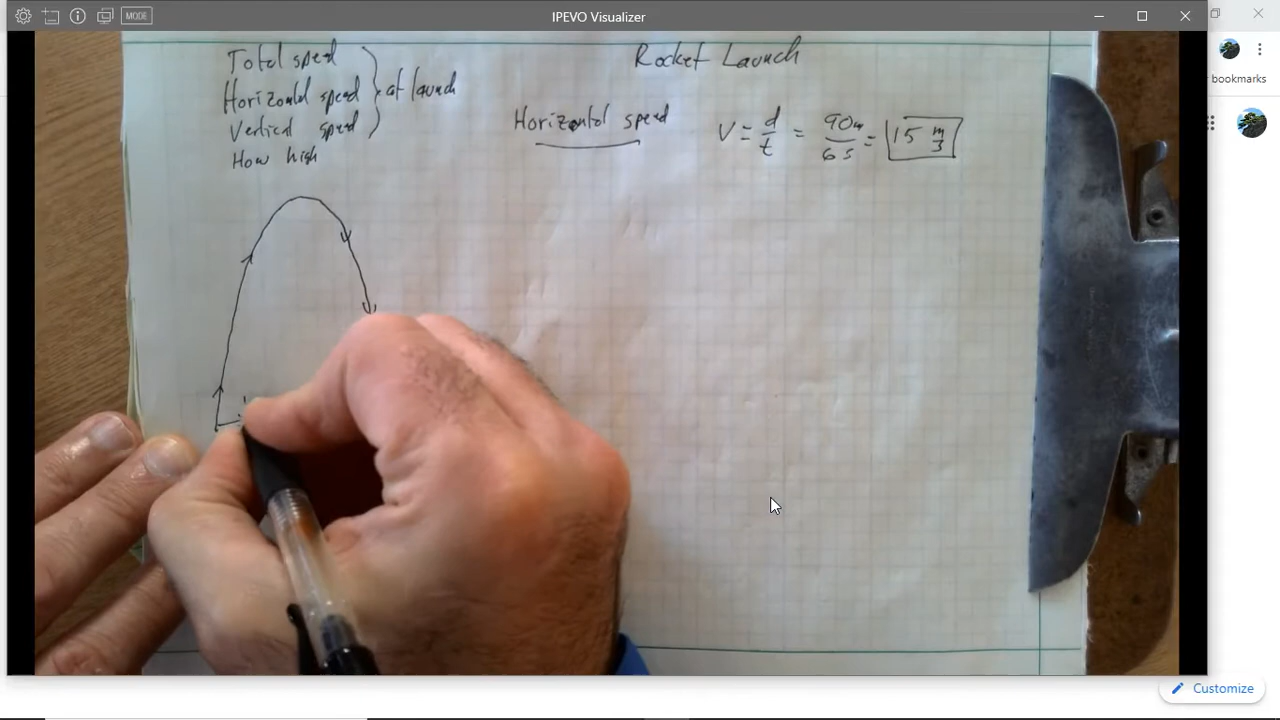 IPEVO Visualizer
MODE
bookmarks
Total speed
Horizontal speed
Vertical speed
How high
at launch
Rocket Launch
Horizontal speed
V = d/t = 90m/6s = 15 m/s
Customize